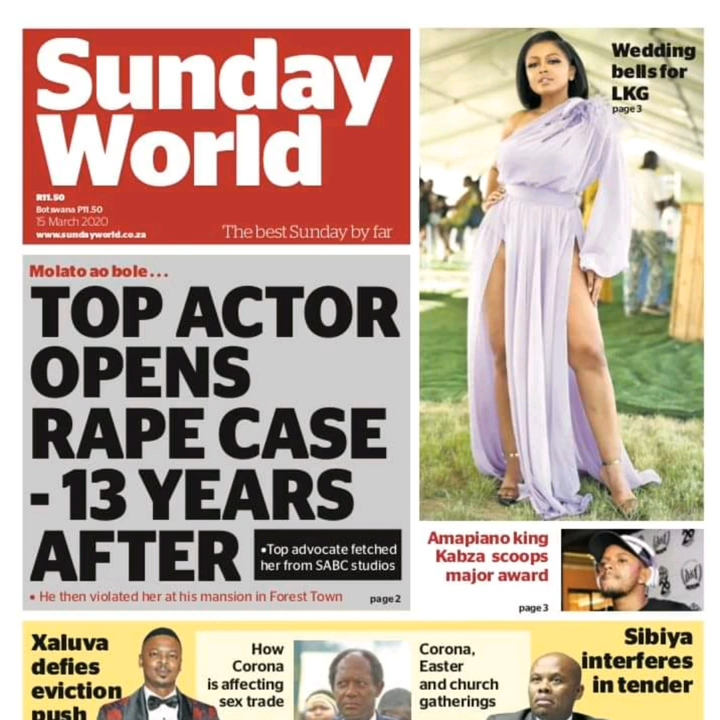 Sunday
World
R11.50
Botswana P11.50
15 March 2020
www.sundayworld.co.za
The best Sunday by far
Wedding
bells for
LKG
page 3
Molato ao bole...
TOP ACTOR
OPENS
RAPE CASE
- 13 YEARS
AFTER
•Top advocate fetched
her from SABC studios
• He then violated her at his mansion in Forest Town
page 2
Amapiano king
Kabza scoops
major award
page 3
Xaluva
defies
eviction
push
How
Corona
is affecting
sex trade
Corona,
Easter
and church
gatherings
Sibiya
interferes
in tender